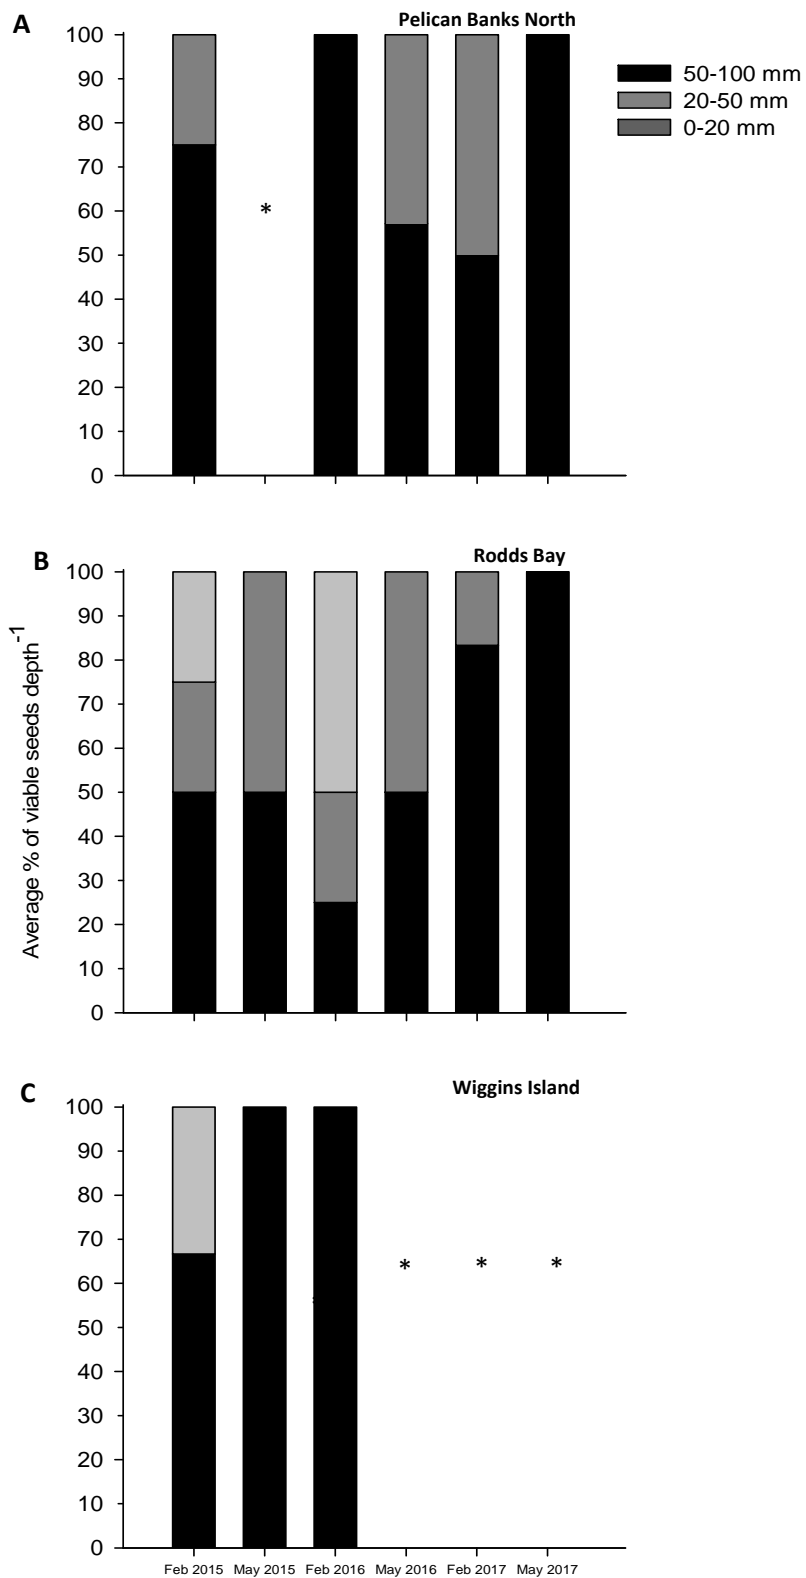 A
Pelican Banks North
100
90
80
70
60
50
40
30
20
10
0
*
50-100 mm
20-50 mm
0-20 mm
B
Rodds Bay
100
90
80
70
60
50
40
30
20
10
0
Average % of viable seeds depth-1
C
Wiggins Island
100
90
80
70
60
50
40
30
20
10
0
* * *
Feb 2015 May 2015 Feb 2016 May 2016 Feb 2017 May 2017